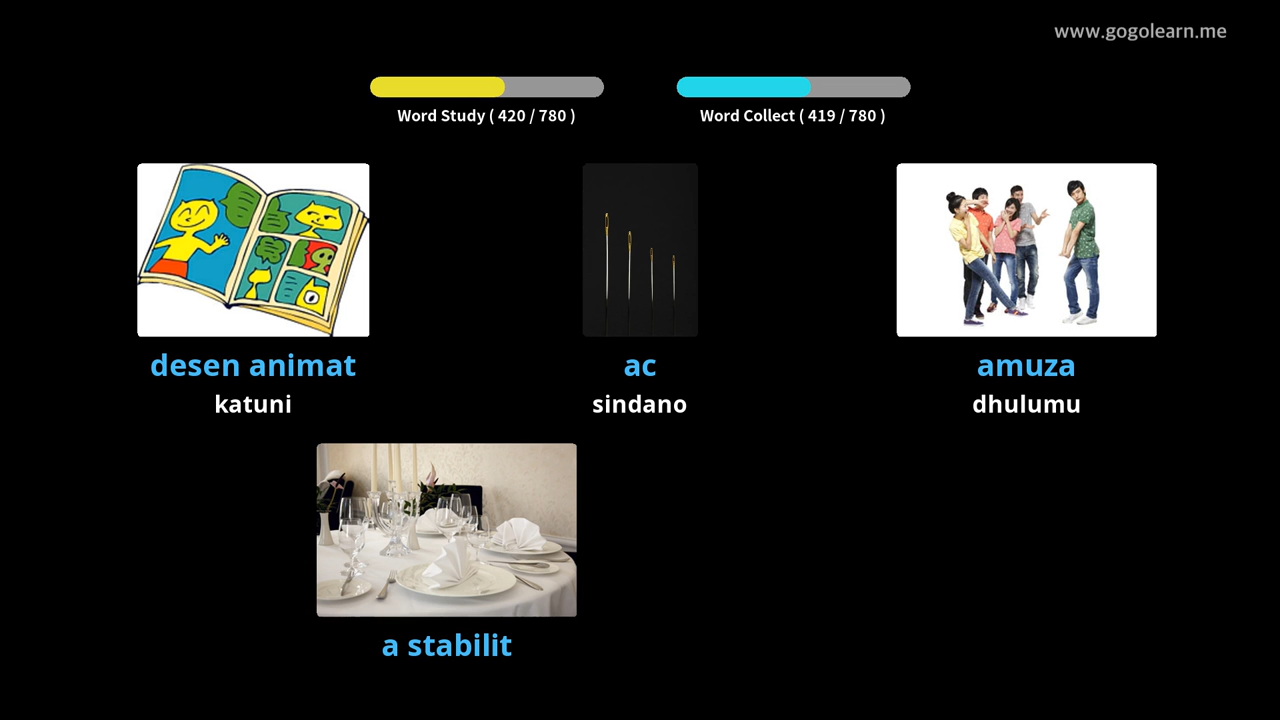 www.gogolearn.me
Word Study ( 420 / 780 )
Word Collect ( 419 / 780 )
desen animat
katuni
ac
sindano
amuza
dhulumu
a stabilit